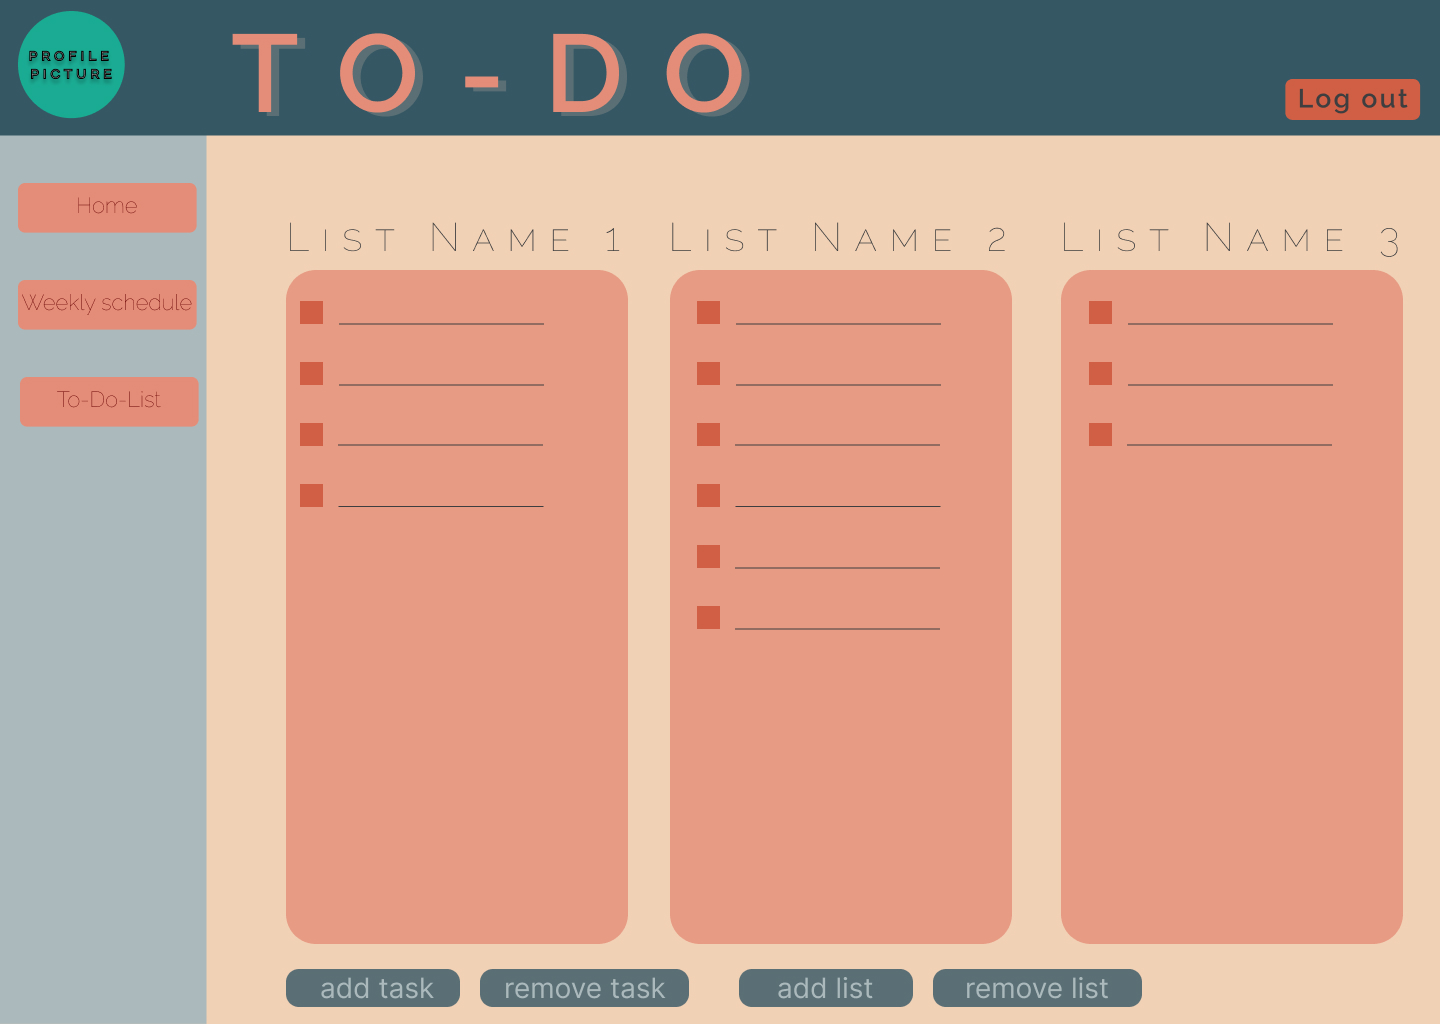 PROFILE
PICTURE
TO-DO
Log out
Home
Weekly schedule
To-Do-List
List Name 1
List Name 2
List Name 3
add task
remove task
add list
remove list